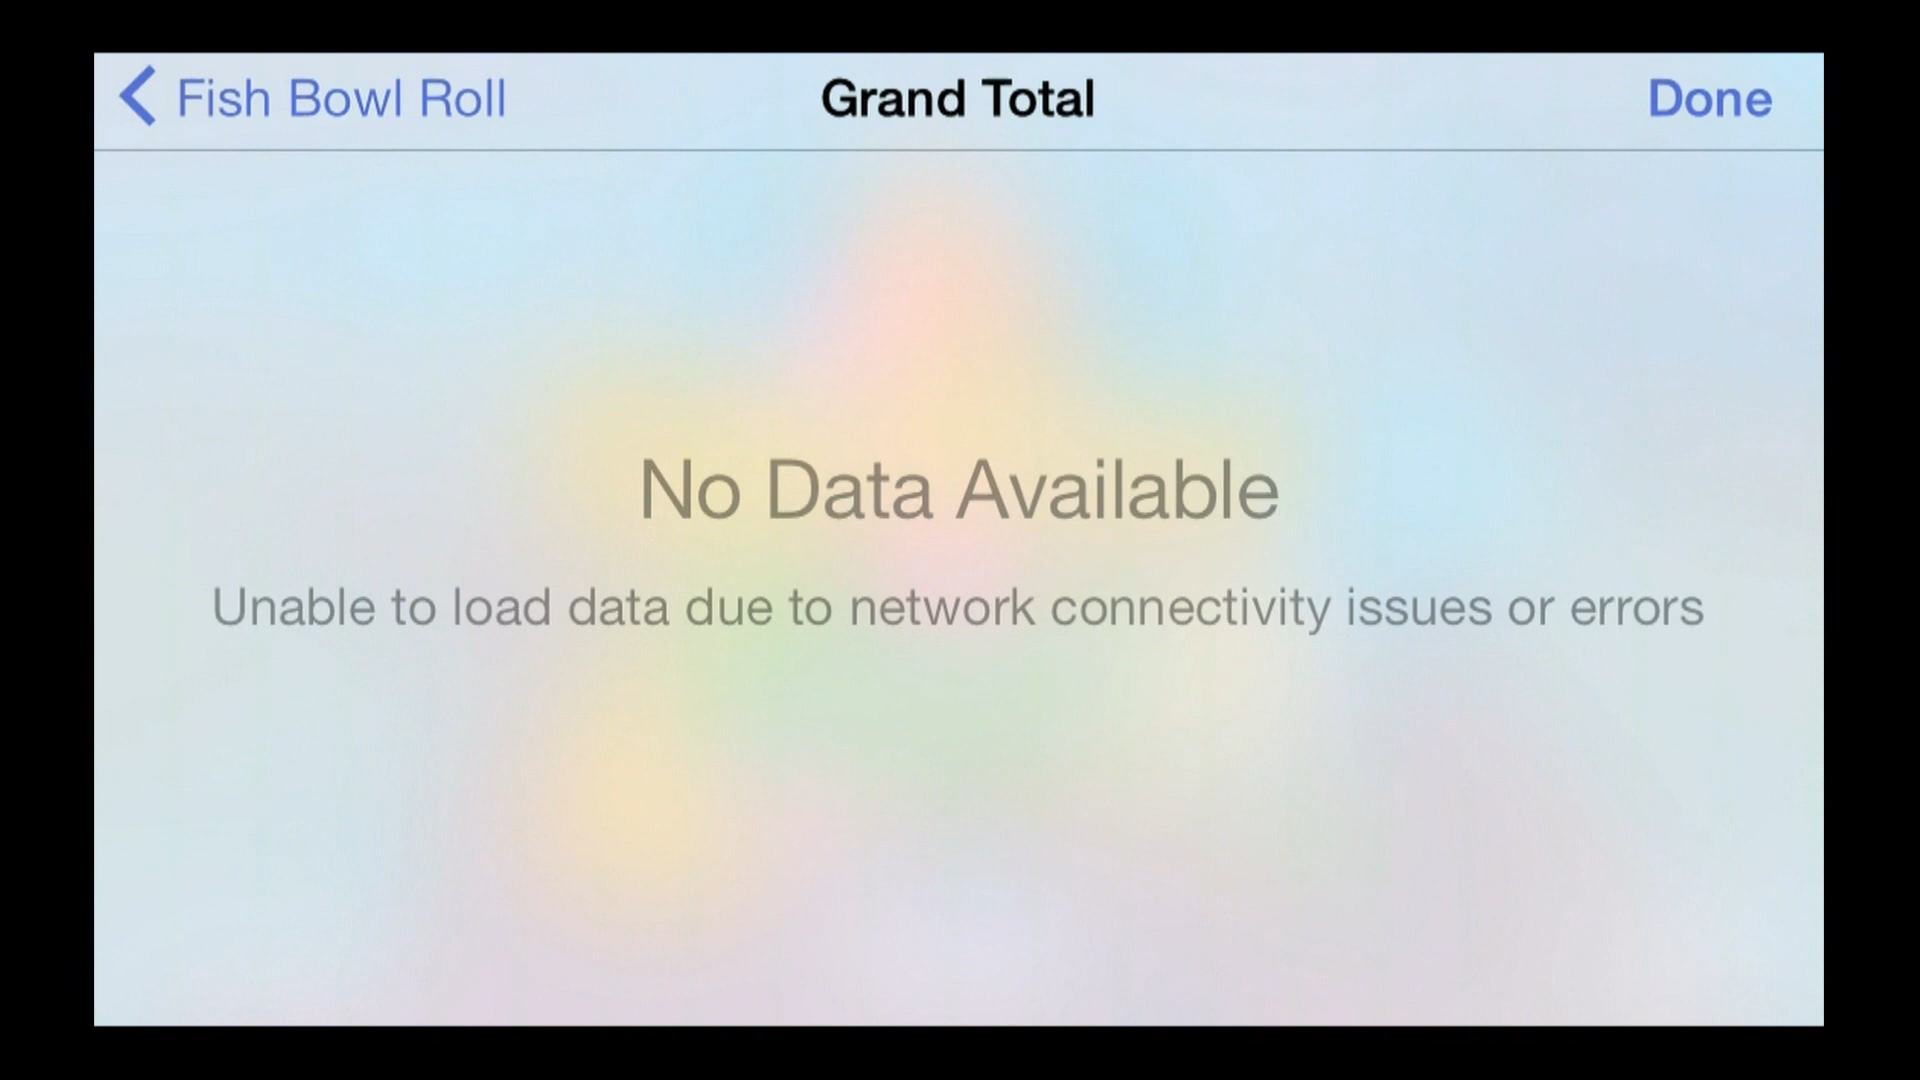 Fish Bowl Roll
Grand Total
Done
No Data Available
Unable to load data due to network connectivity issues or errors